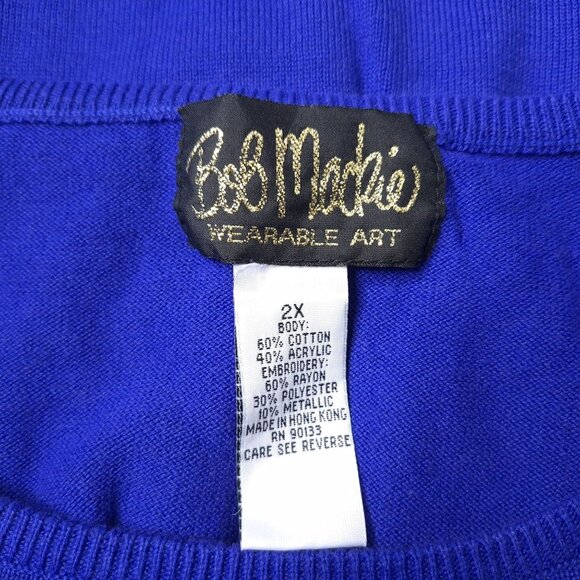 Bob Mackie
WEARABLE ART
2X
BODY:
60% COTTON
40% ACRYLIC
EMBROIDERY:
60% RAYON
30% POLYESTER
10% METALLIC
MADE IN HONG KONG
RN 90133
CARE SEE REVERSE